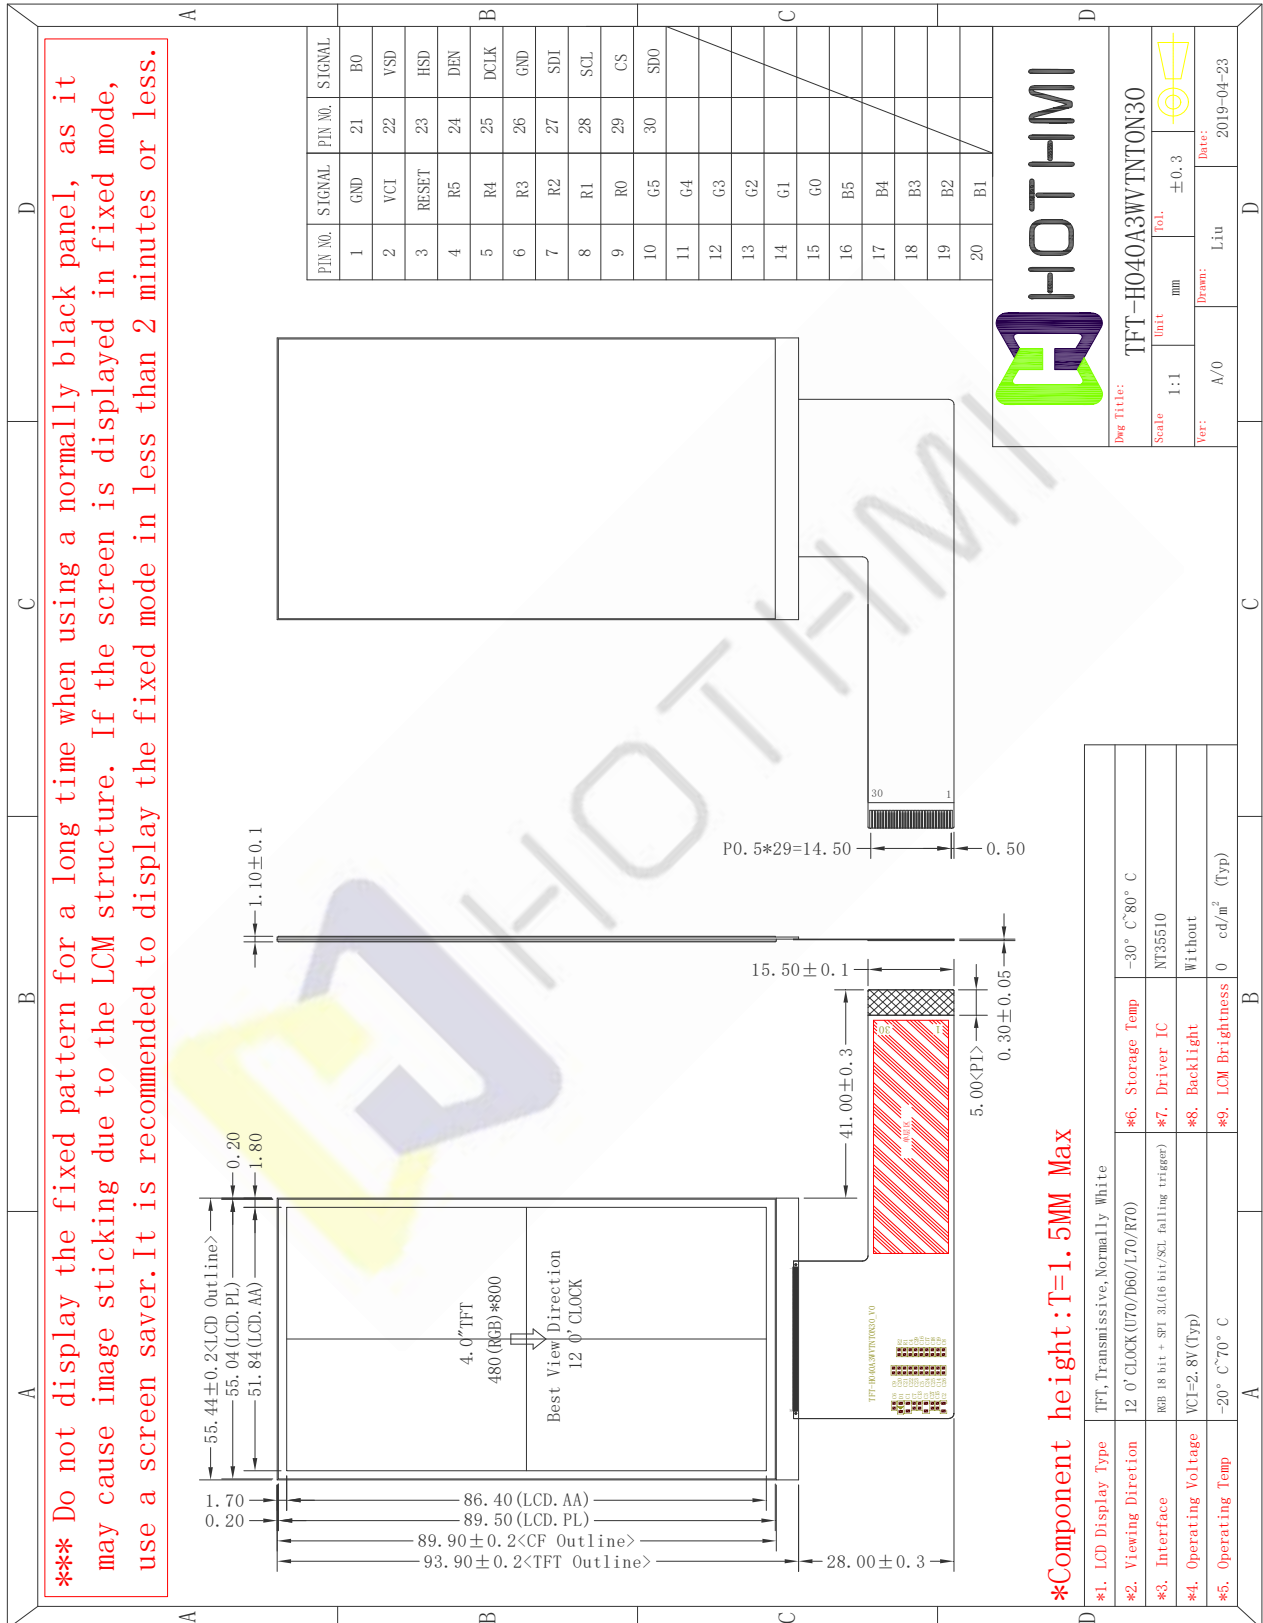 *** Do not display the fixed pattern for a long time when using a normally black panel, as it
may cause image sticking due to the LCM structure. If the screen is displayed in fixed mode,
use a screen saver.It is recommended to display the fixed mode in less than 2 minutes or less.
A
B
C
D
A
B
C
D
A
B
C
D
A
B
C
D
55.44±0.2<LCD Outline>
55.04(LCD.PL)
51.84(LCD.AA)
0.20
1.80
1.70
0.20
86.40(LCD.AA)
89.50(LCD.PL)
89.90±0.2<CF Outline>
93.90±0.2<TFT Outline>
28.00±0.3
4.0"TFT
480(RGB)*800
Best View Direction
12 O'CLOCK
41.00±0.3
15.50±0.1
5.00<PI>
0.30±0.05
1.10±0.1
P0.5*29=14.50
0.50
30
1
30
1
单层区
TFT-H040A3WVTNTON30_V0
HOTHMI
PIN NO. SIGNAL PIN NO. SIGNAL
1 GND 21 B0
2 VCI 22 VSD
3 RESET 23 HSD
4 R5 24 DEN
5 R4 25 DCLK
6 R3 26 GND
7 R2 27 SDI
8 R1 28 SCL
9 R0 29 CS
10 G5 30 SDO
11 G4
12 G3
13 G2
14 G1
15 G0
16 B5
17 B4
18 B3
19 B2
20 B1
*Component height:T=1.5MM Max
*1. LCD Display Type TFT,Transmissive,Normally White
*2. Viewing Diretion 12 O'CLOCK(U70/D60/L70/R70) *6. Storage Temp -30° C~80° C
*3. Interface RGB 18 bit + SPI 3L(16 bit/SCL falling trigger) *7. Driver IC NT35510
*4. Operating Voltage VCI=2.8V(Typ) *8. Backlight Without
*5. Operating Temp -20° C~70° C *9. LCM Brightness 0 cd/m² (Typ)
HOTHMI
Dwg Title: TFT-H040A3WVTNTON30
Scale 1:1 Unit mm Tol. ±0.3
Ver: A/0 Drawn: Liu Date: 2019-04-23